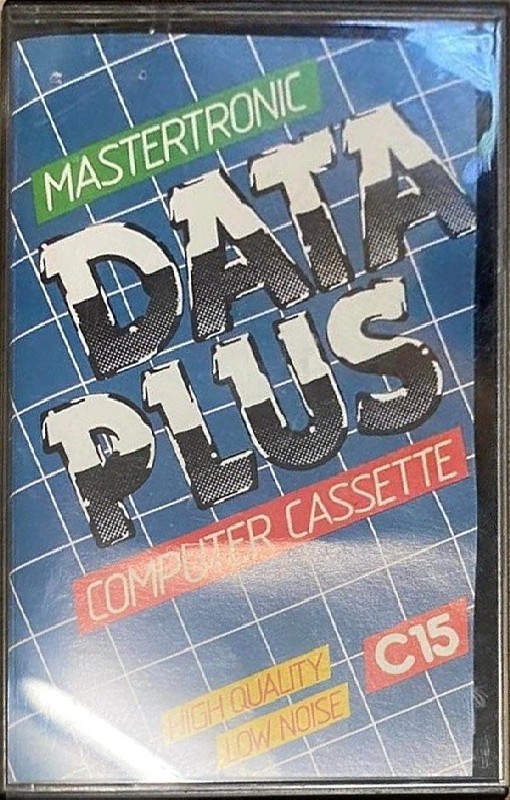 MASTERTRONIC
DATA
PLUS
COMPUTER CASSETTE
C15
HIGH QUALITY
LOW NOISE